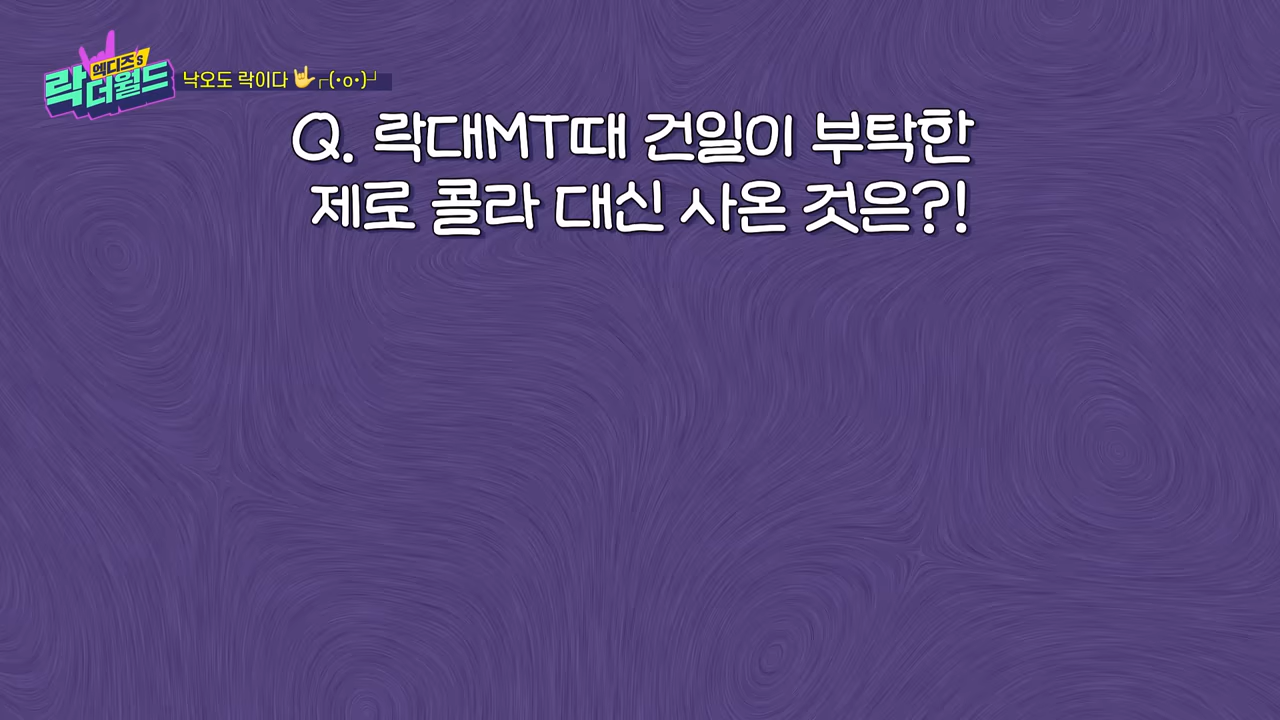 엑디즈's
락더월드
낙오도 락이다 🤟┌(･o･)┘
Q. 락대MT때 건일이 부탁한
제로 콜라 대신 사온 것은?!